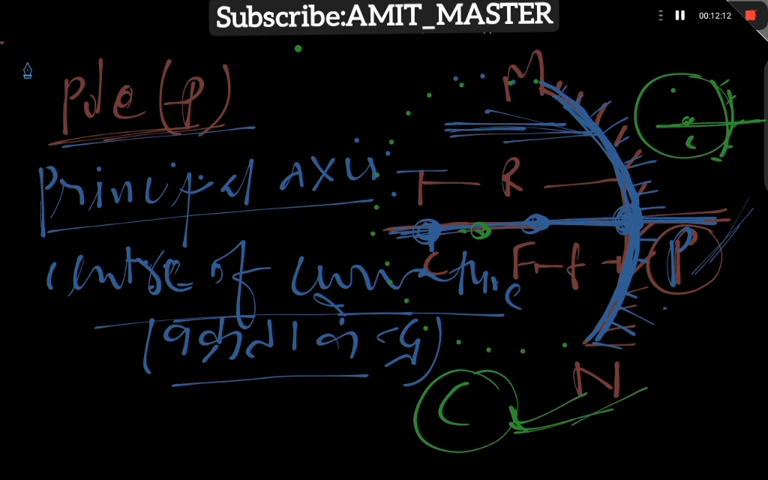 Subscribe:AMIT_MASTER
00:12:12
Pole (P)
M
Principal axis
R
C
F
f
P
centre of curvature
(वक्रता केन्द्र)
N
C